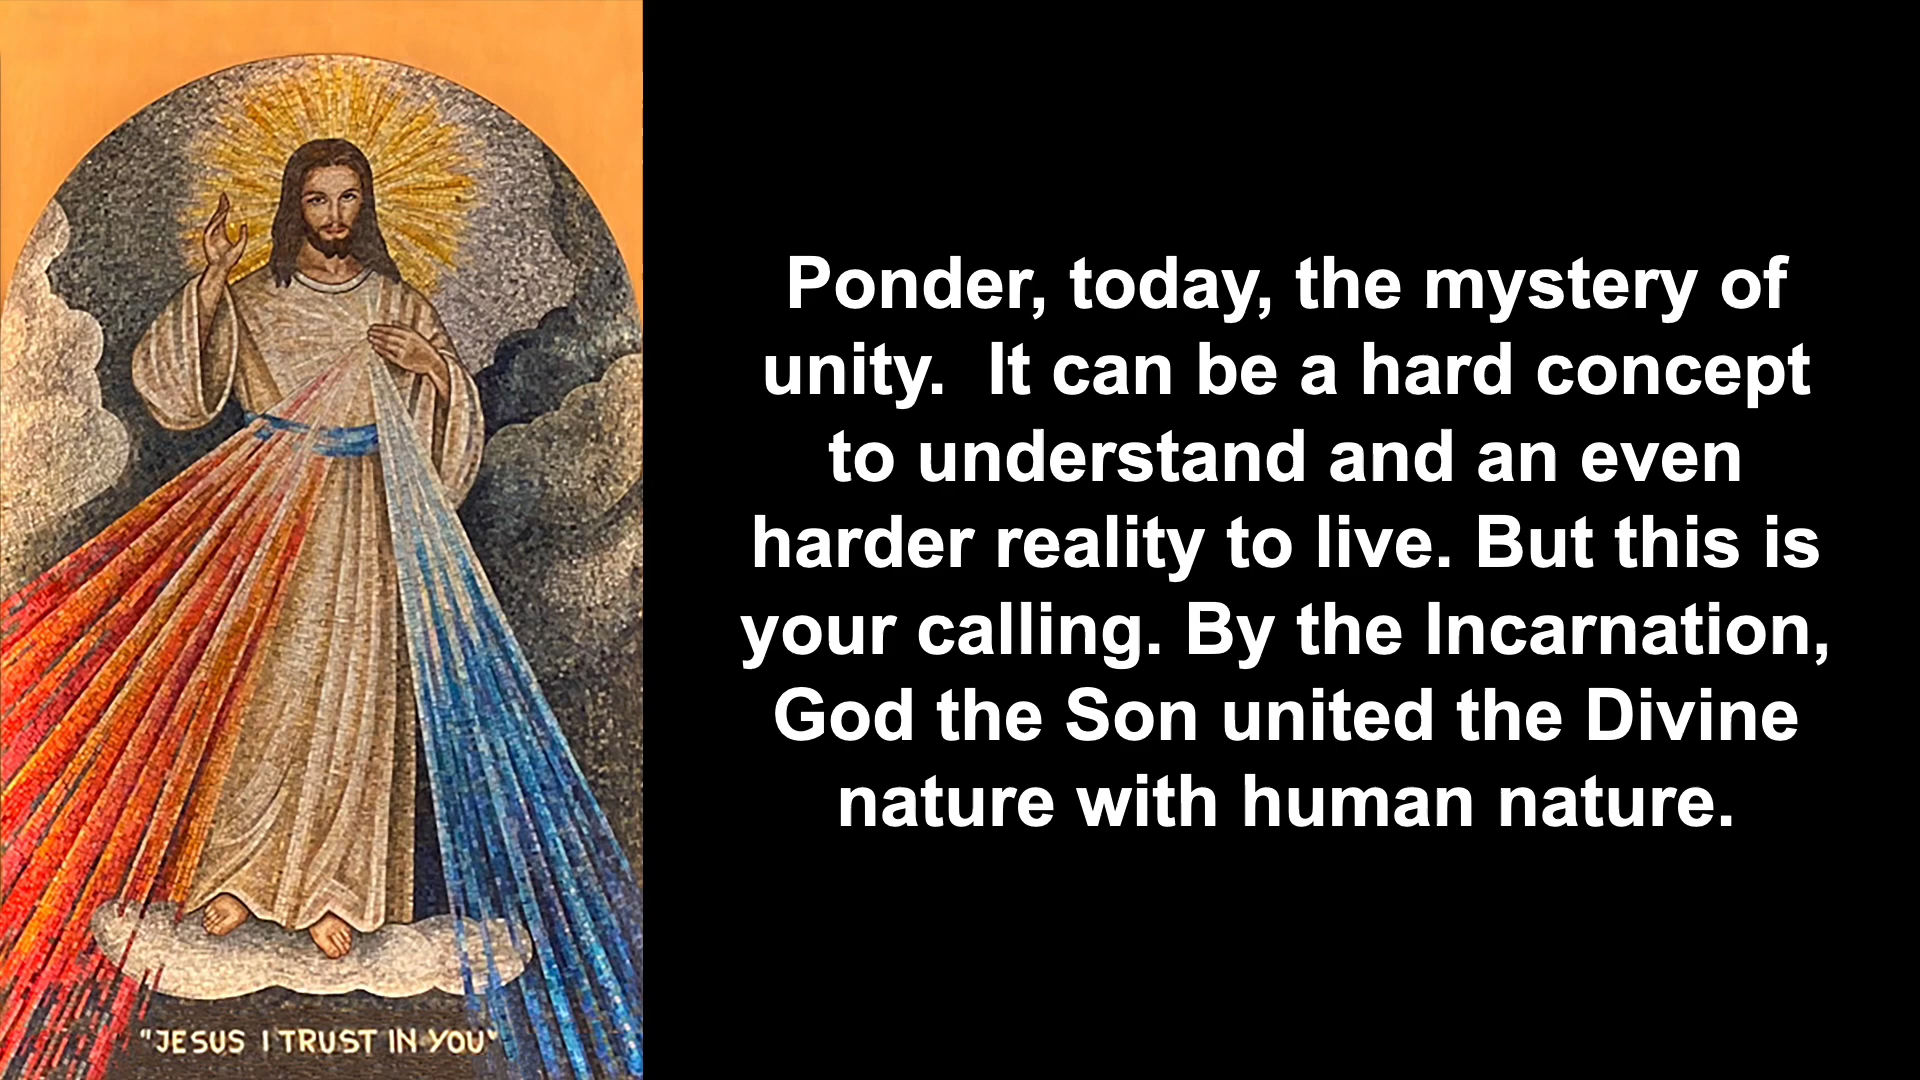 Ponder, today, the mystery of
unity.  It can be a hard concept
to understand and an even
harder reality to live. But this is
your calling. By the Incarnation,
God the Son united the Divine
nature with human nature.
"JESUS I TRUST IN YOU"